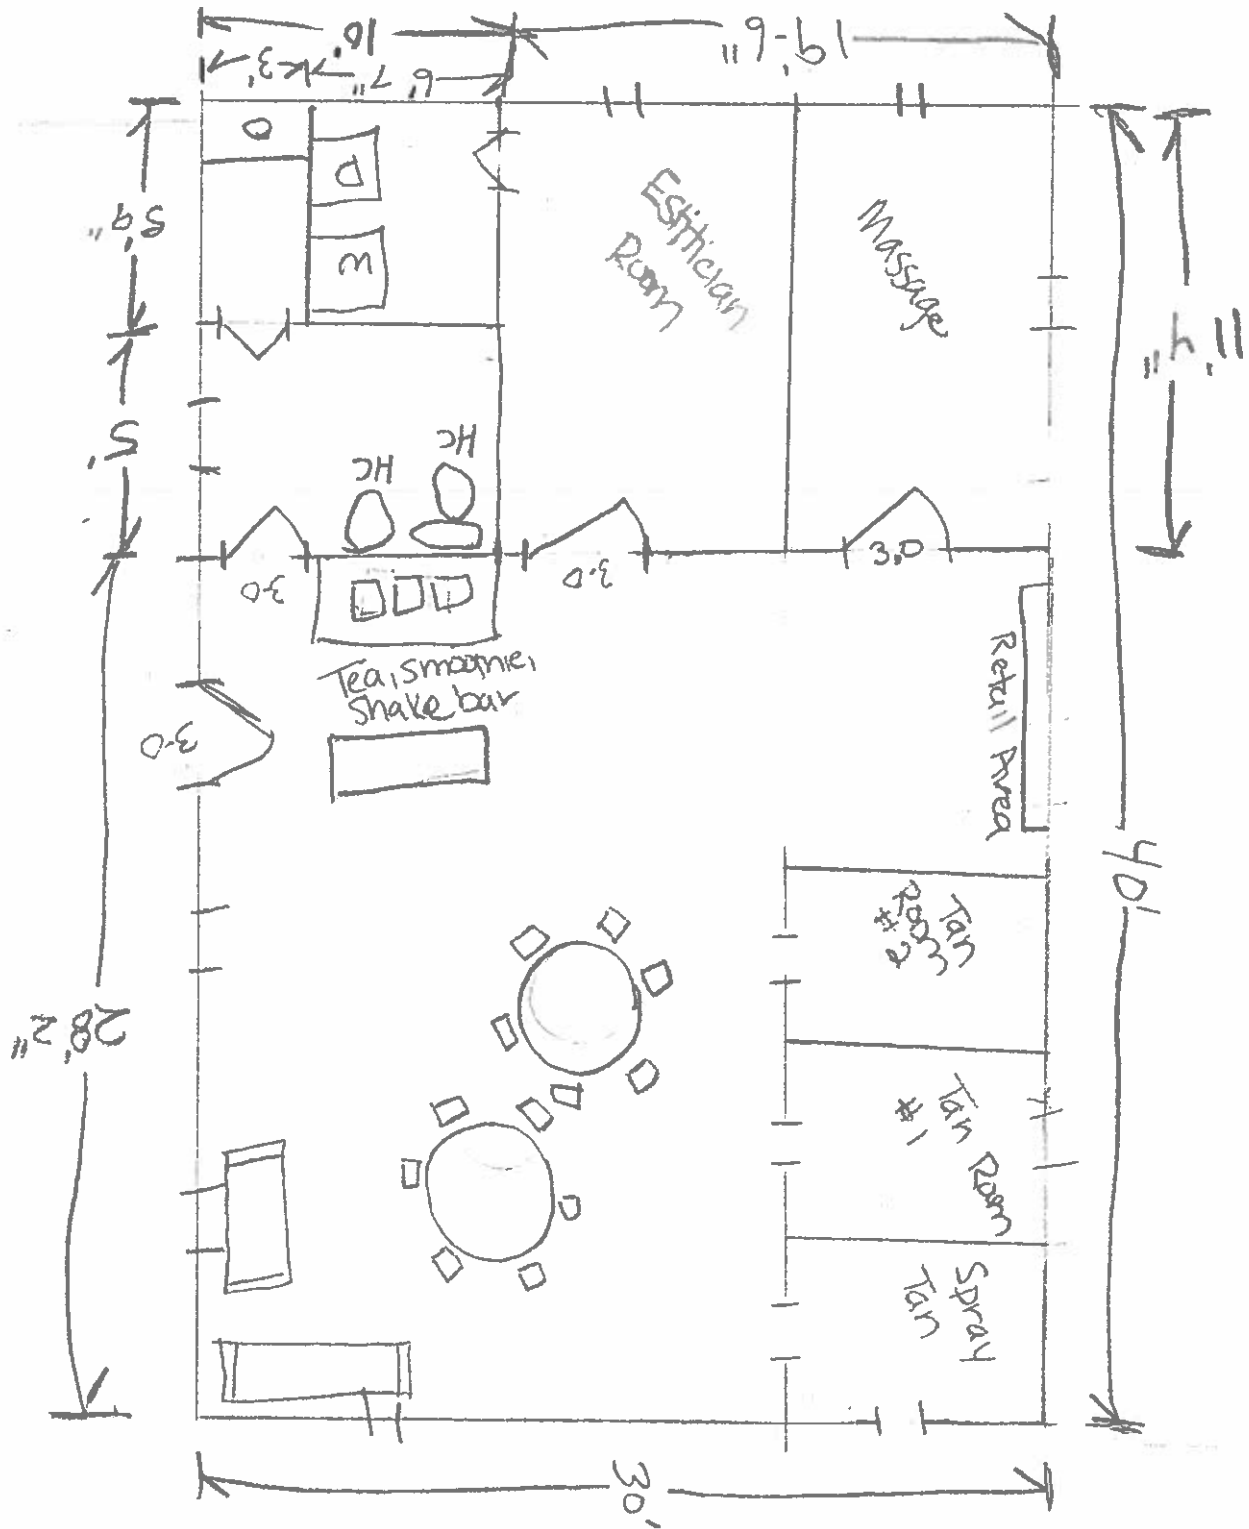 10'
19'-6"
3'
6' 7"
5' 9"
D
W
Estitician
Room
Massage
11' 4"
5'
HC
HC
3-0
3-0
3.0
Tea, smoothie,
shake bar
3-0
Retail Area
40'
Tan
Room
#2
28' 2"
Tan Room
#1
Spray
Tan
30'